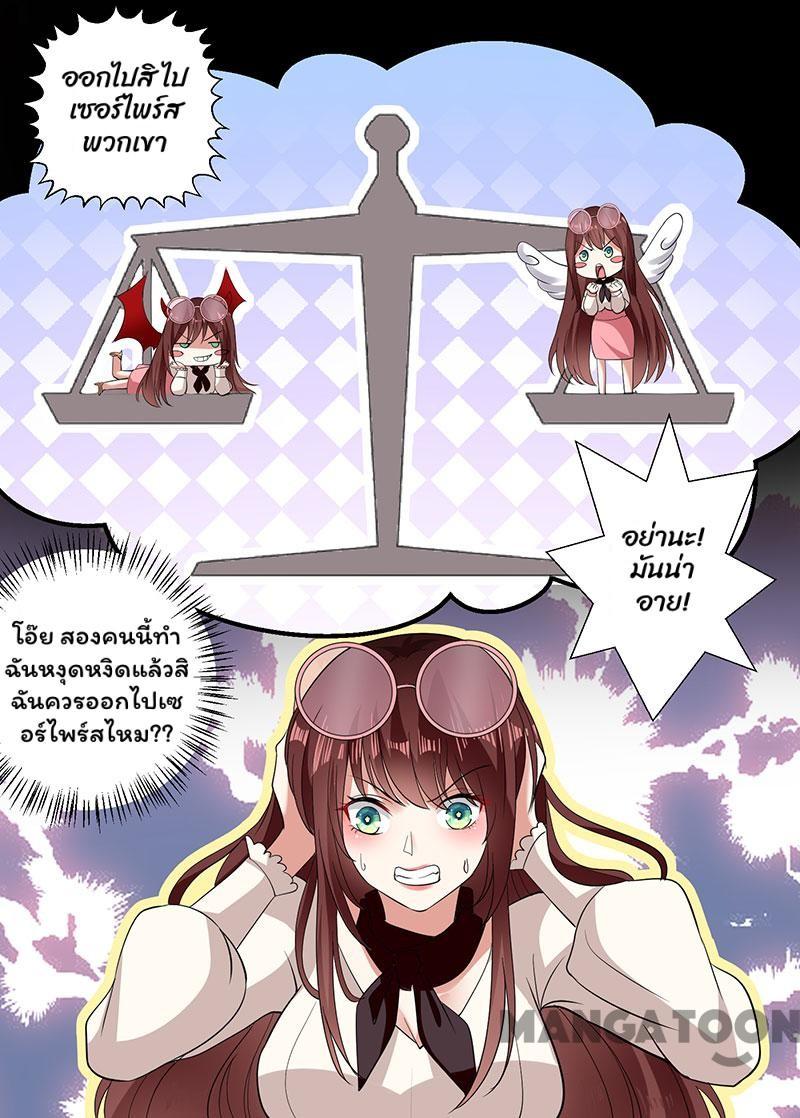 ออกไปสิ ไป
เซอร์ไพร์ส
พวกเขา
อย่านะ!
มันน่า
อาย!
โอ๊ย สองคนนี้ทำ
ฉันหงุดหงิดแล้วสิ
ฉันควรออกไปเซ
อร์ไพร์สไหม??
MANGATOON